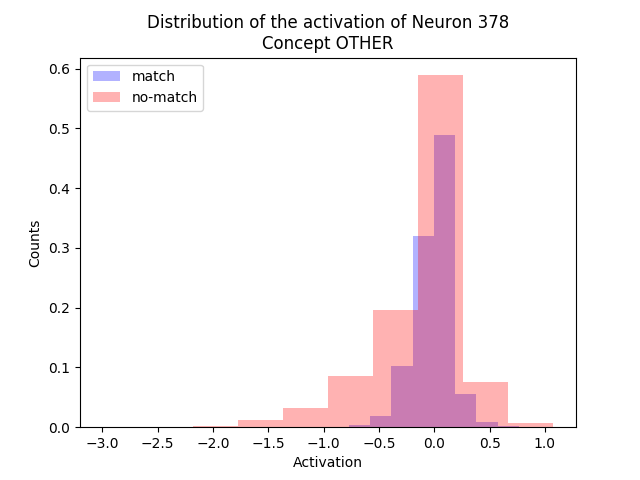 Distribution of the activation of Neuron 378
Concept OTHER
match
no-match
0.6
0.5
0.4
0.3
0.2
0.1
0.0
Counts
−3.0 −2.5 −2.0 −1.5 −1.0 −0.5 0.0 0.5 1.0
Activation